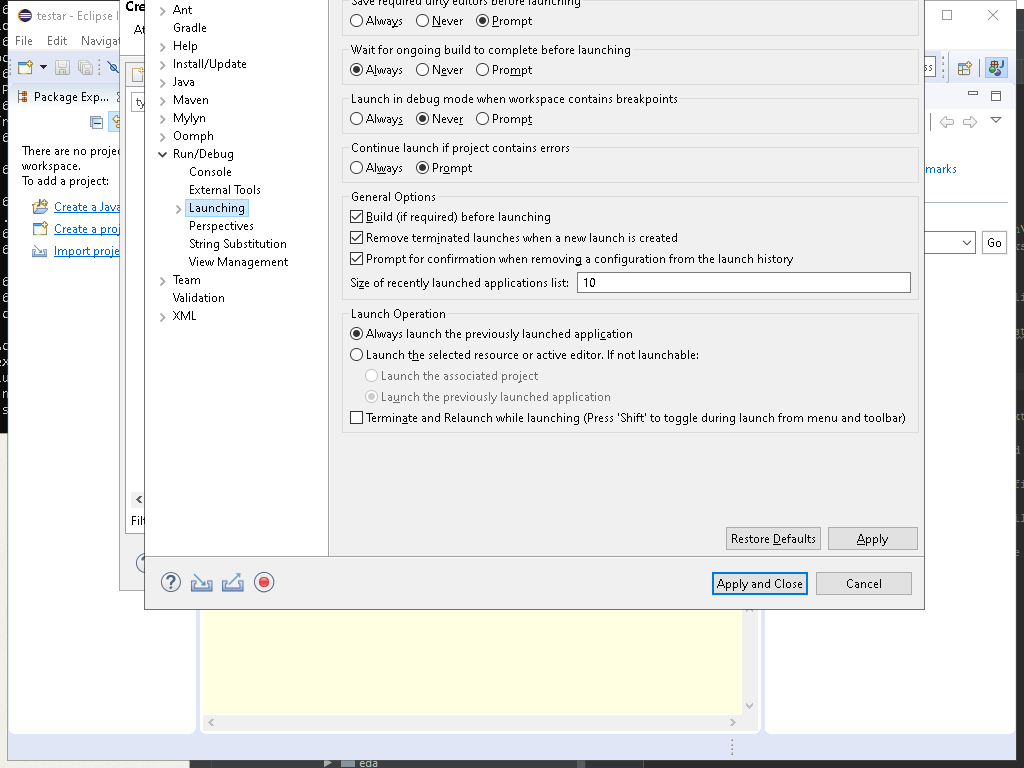 testar - Eclipse I
File Edit Navigat
Package Exp...
There are no projec
workspace.
To add a project:
Create a Java
Create a proj
Import proje
Cre
Ant
Gradle
Help
Install/Update
Java
Maven
Mylyn
Oomph
Run/Debug
Console
External Tools
Launching
Perspectives
String Substitution
View Management
Team
Validation
XML
Save required dirty editors before launching
Always Never Prompt
Wait for ongoing build to complete before launching
Always Never Prompt
Launch in debug mode when workspace contains breakpoints
Always Never Prompt
Continue launch if project contains errors
Always Prompt
General Options
Build (if required) before launching
Remove terminated launches when a new launch is created
Prompt for confirmation when removing a configuration from the launch history
Size of recently launched applications list: 10
Launch Operation
Always launch the previously launched application
Launch the selected resource or active editor. If not launchable:
Launch the associated project
Launch the previously launched application
Terminate and Relaunch while launching (Press 'Shift' to toggle during launch from menu and toolbar)
Restore Defaults Apply
Apply and Close Cancel
marks
Go
eda